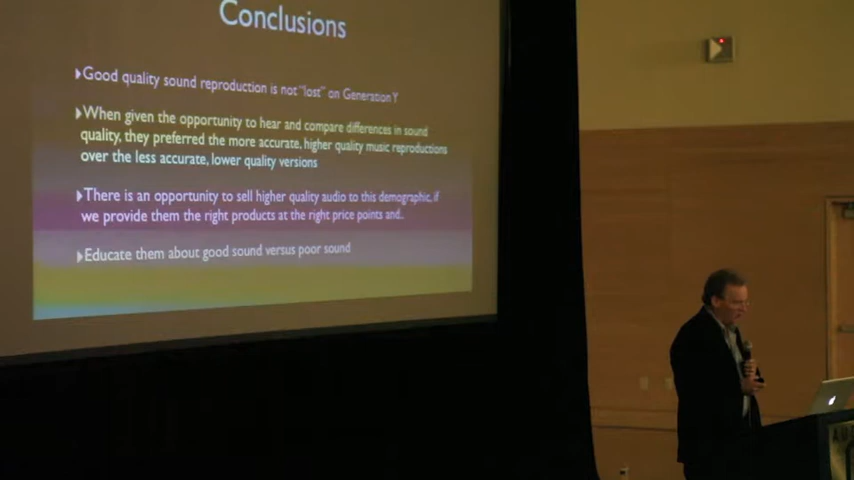 Conclusions
Good quality sound reproduction is not "lost" on Generation Y
When given the opportunity to hear and compare differences in sound
quality, they preferred the more accurate, higher quality music reproductions
over the less accurate, lower quality versions
There is an opportunity to sell higher quality audio to this demographic, if
we provide them the right products at the right price points and..
Educate them about good sound versus poor sound